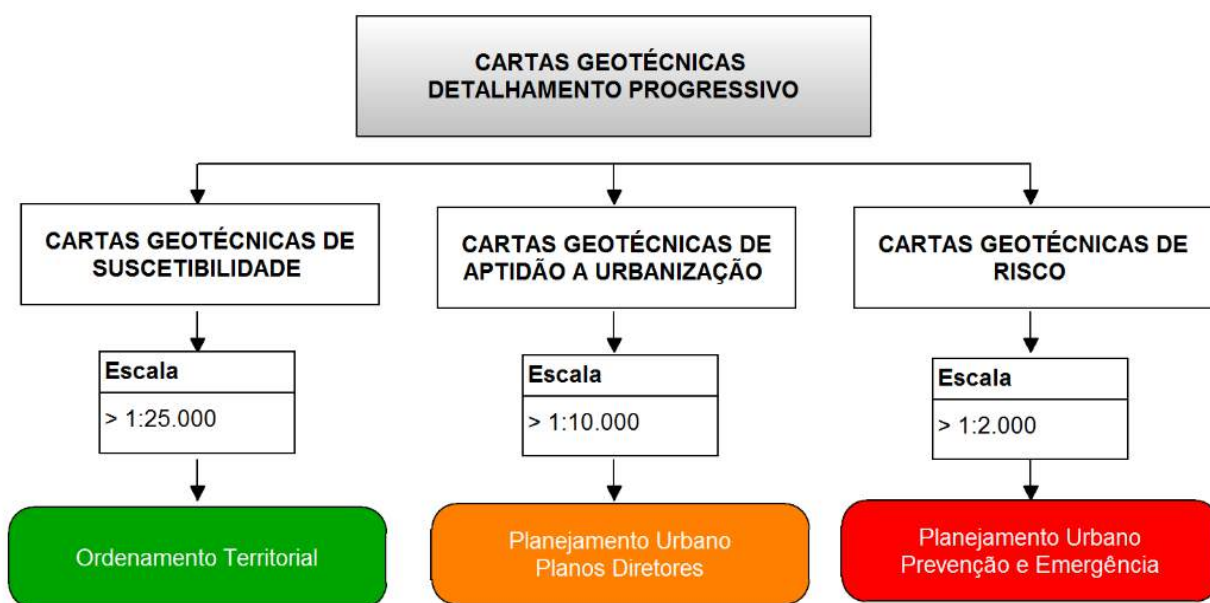 CARTAS GEOTÉCNICAS
DETALHAMENTO PROGRESSIVO
CARTAS GEOTÉCNICAS DE
SUSCETIBILIDADE
Escala
> 1:25.000
Ordenamento Territorial
CARTAS GEOTÉCNICAS DE
APTIDÃO A URBANIZAÇÃO
Escala
> 1:10.000
Planejamento Urbano
Planos Diretores
CARTAS GEOTÉCNICAS DE
RISCO
Escala
> 1:2.000
Planejamento Urbano
Prevenção e Emergência